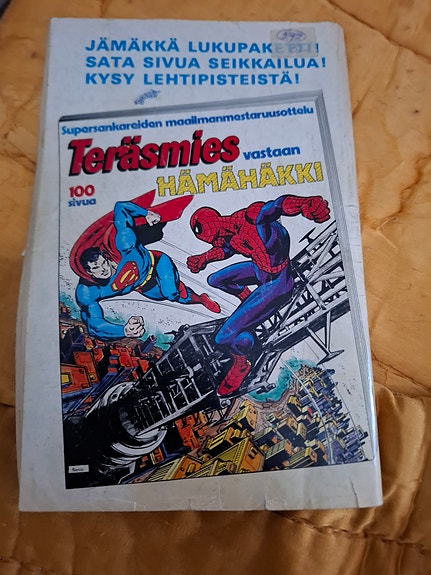 JÄMÄKKÄ LUKUPAKETTI!
SATA SIVUA SEIKKAILUA!
KYSY LEHTIPISTEISTÄ!
Supersankareiden maailmanmestaruusottelu
Teräsmies vastaan
HÄMÄHÄKKI
100
sivua
S